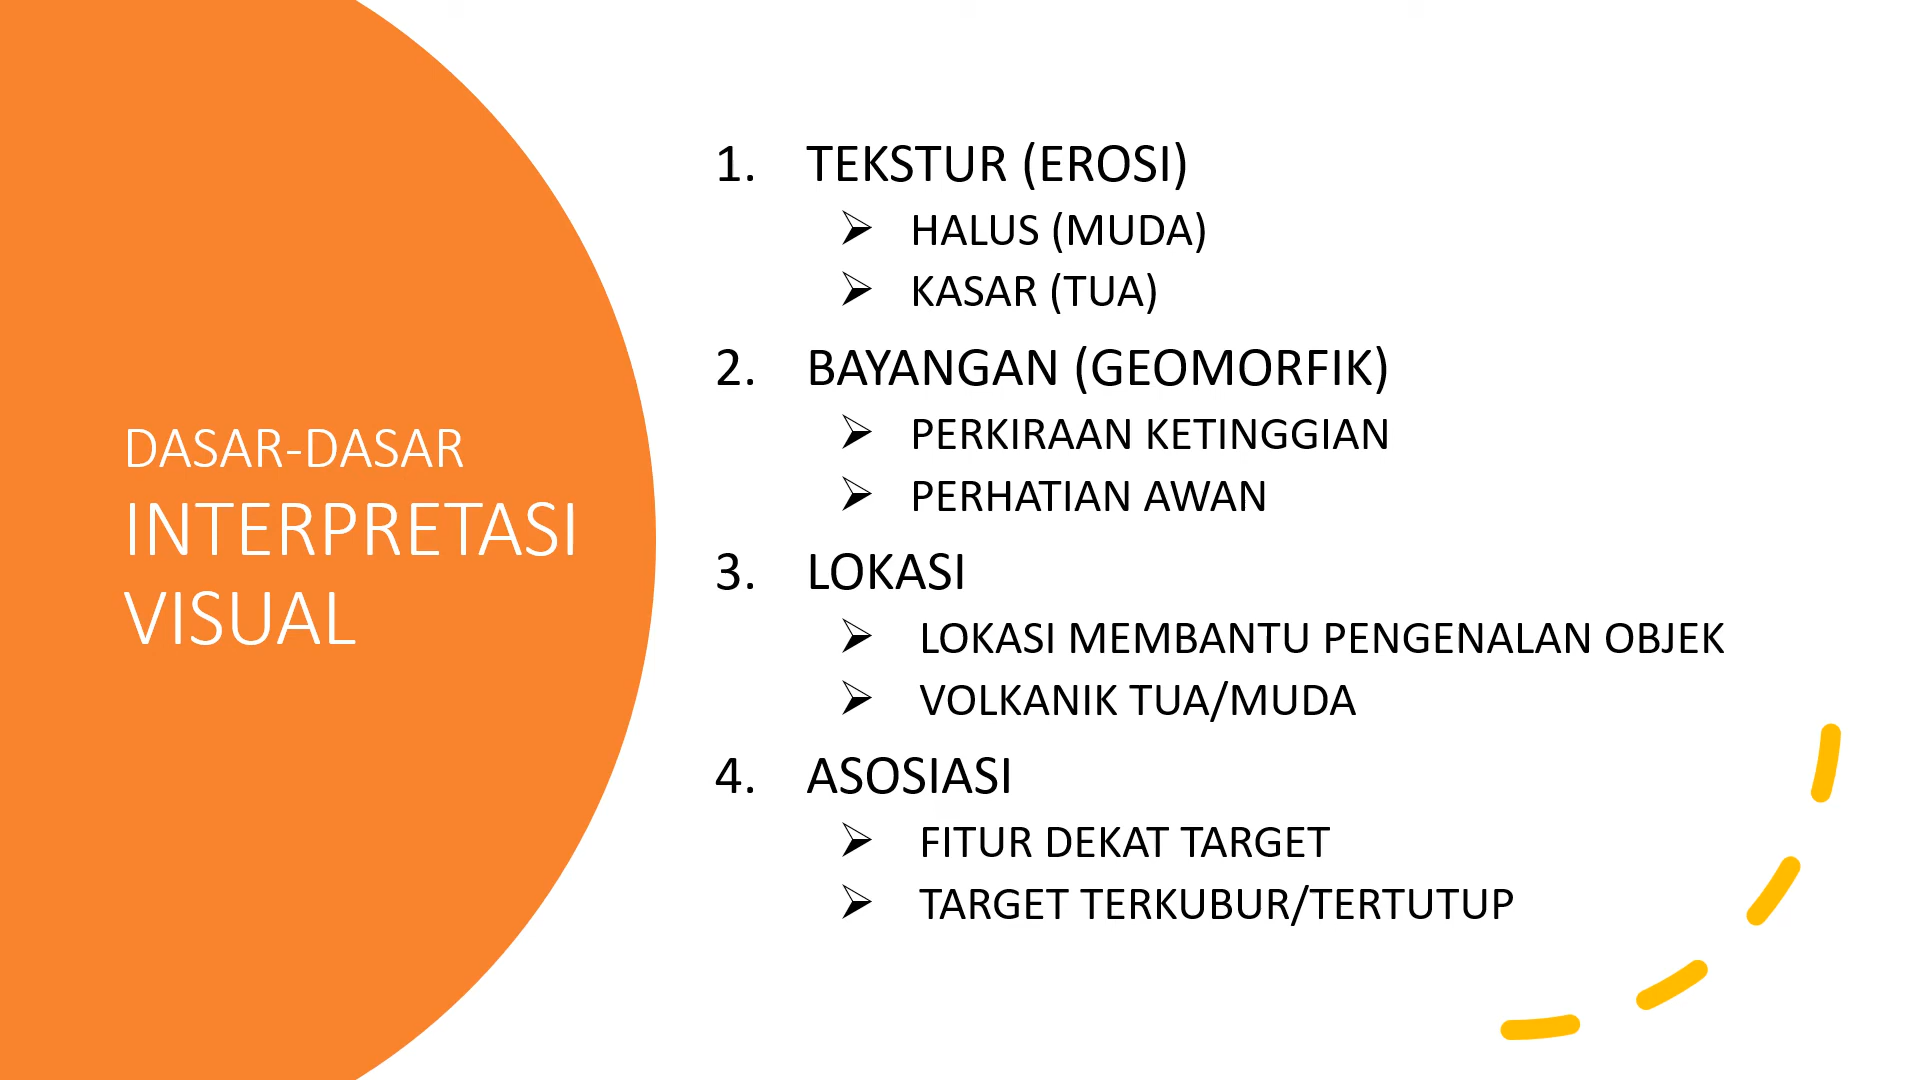 DASAR-DASAR
INTERPRETASI
VISUAL
1. TEKSTUR (EROSI)
➢ HALUS (MUDA)
➢ KASAR (TUA)
2. BAYANGAN (GEOMORFIK)
➢ PERKIRAAN KETINGGIAN
➢ PERHATIAN AWAN
3. LOKASI
➢ LOKASI MEMBANTU PENGENALAN OBJEK
➢ VOLKANIK TUA/MUDA
4. ASOSIASI
➢ FITUR DEKAT TARGET
➢ TARGET TERKUBUR/TERTUTUP